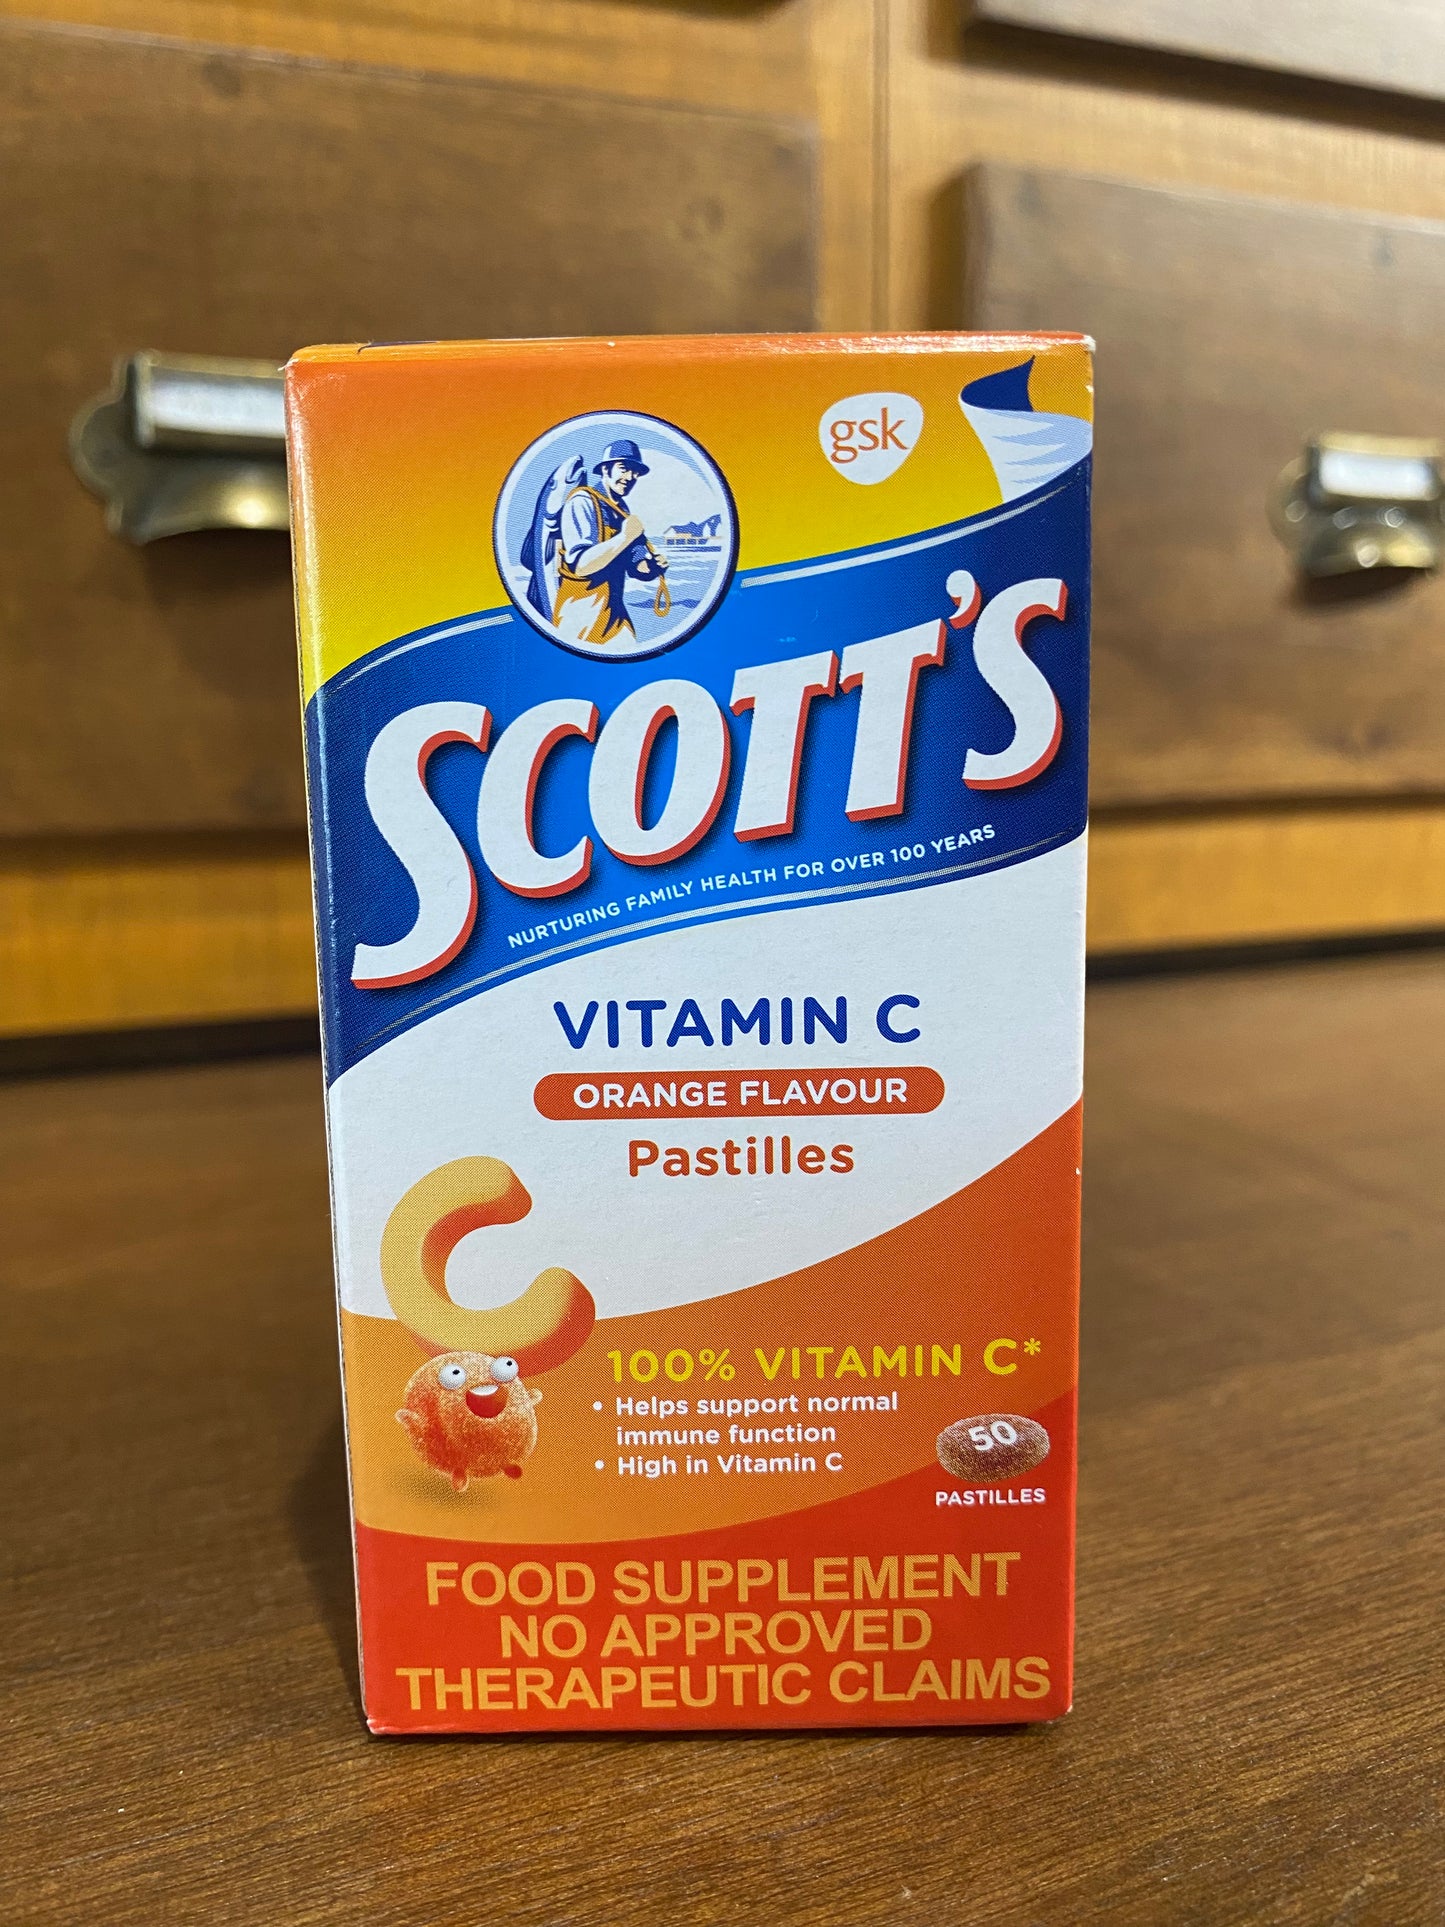 gsk
SCOTT'S
NURTURING FAMILY HEALTH FOR OVER 100 YEARS
VITAMIN C
ORANGE FLAVOUR
Pastilles
C
100% VITAMIN C*
• Helps support normal
immune function
• High in Vitamin C
50
PASTILLES
FOOD SUPPLEMENT
NO APPROVED
THERAPEUTIC CLAIMS